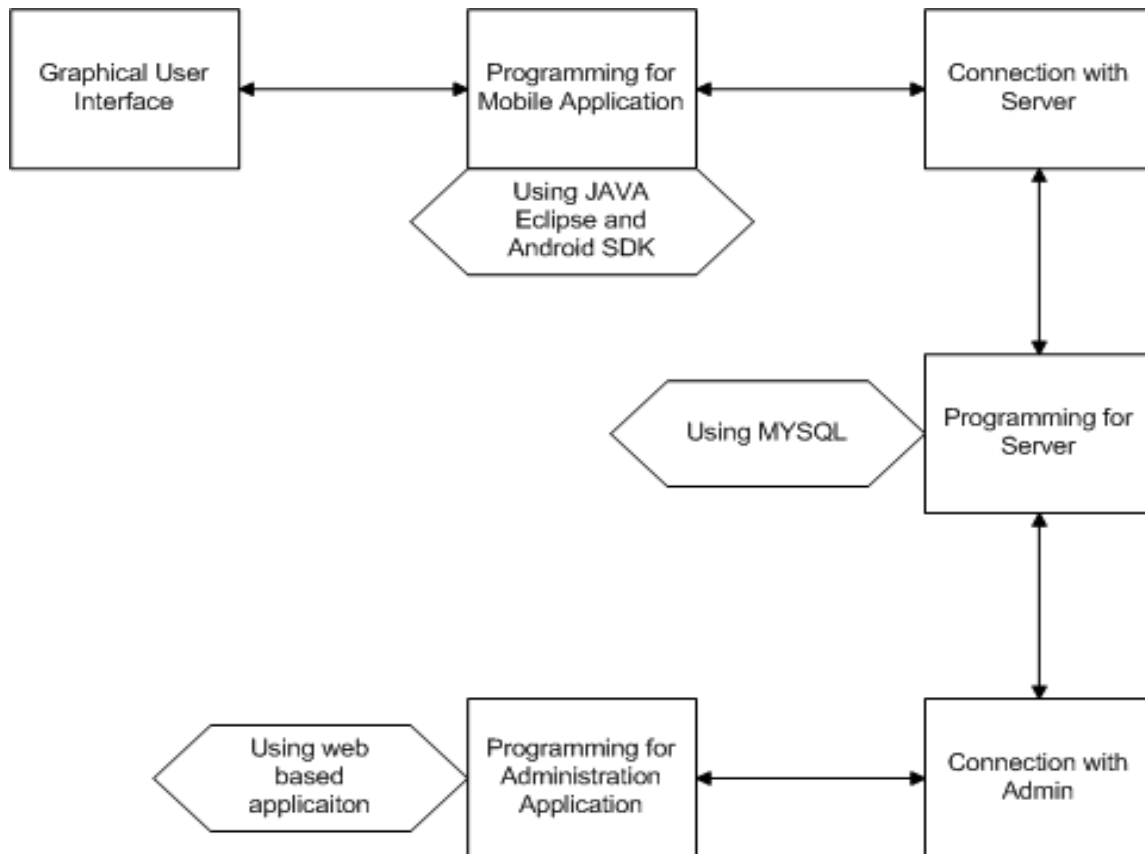 Graphical User
Interface
Programming for
Mobile Application
Connection with
Server
Using JAVA
Eclipse and
Android SDK
Using MYSQL
Programming for
Server
Using web
based
applicaiton
Programming for
Administration
Application
Connection with
Admin